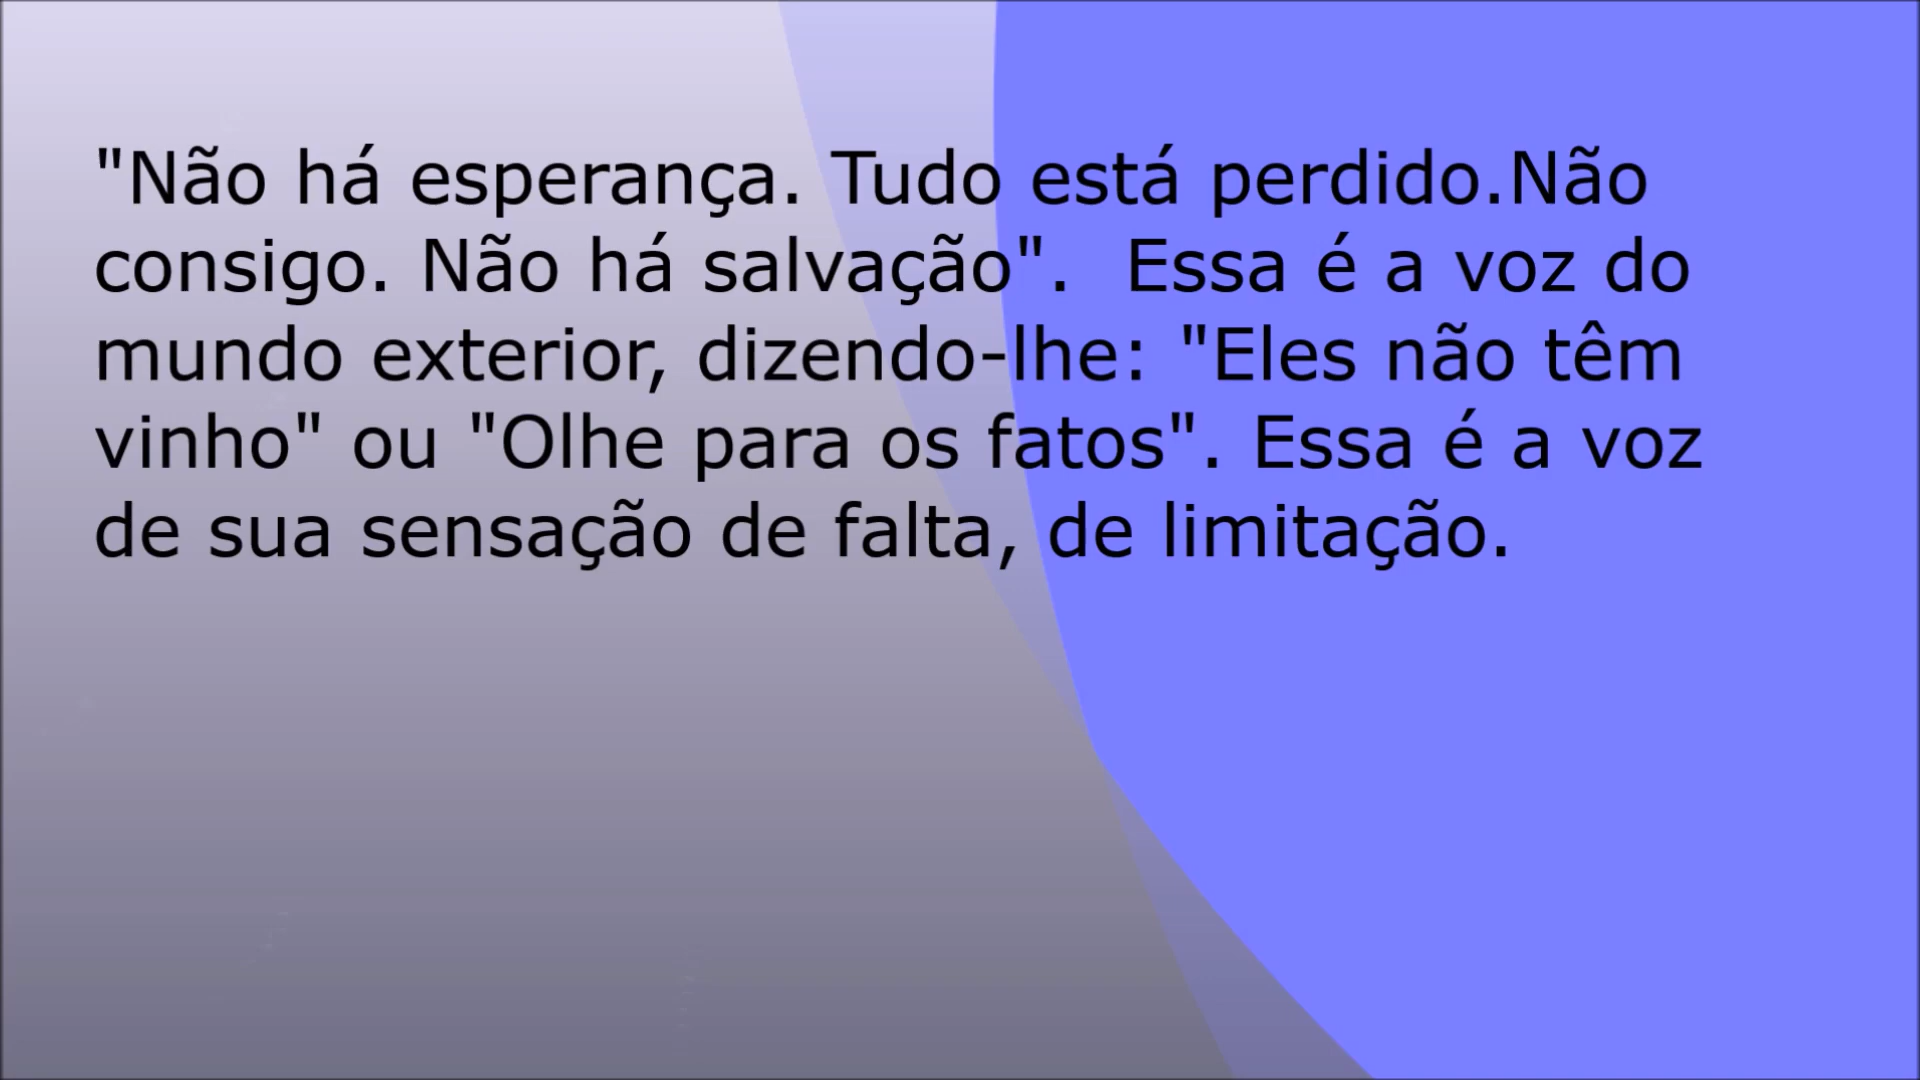 "Não há esperança. Tudo está perdido.Não
consigo. Não há salvação".  Essa é a voz do
mundo exterior, dizendo-lhe: "Eles não têm
vinho" ou "Olhe para os fatos". Essa é a voz
de sua sensação de falta, de limitação.